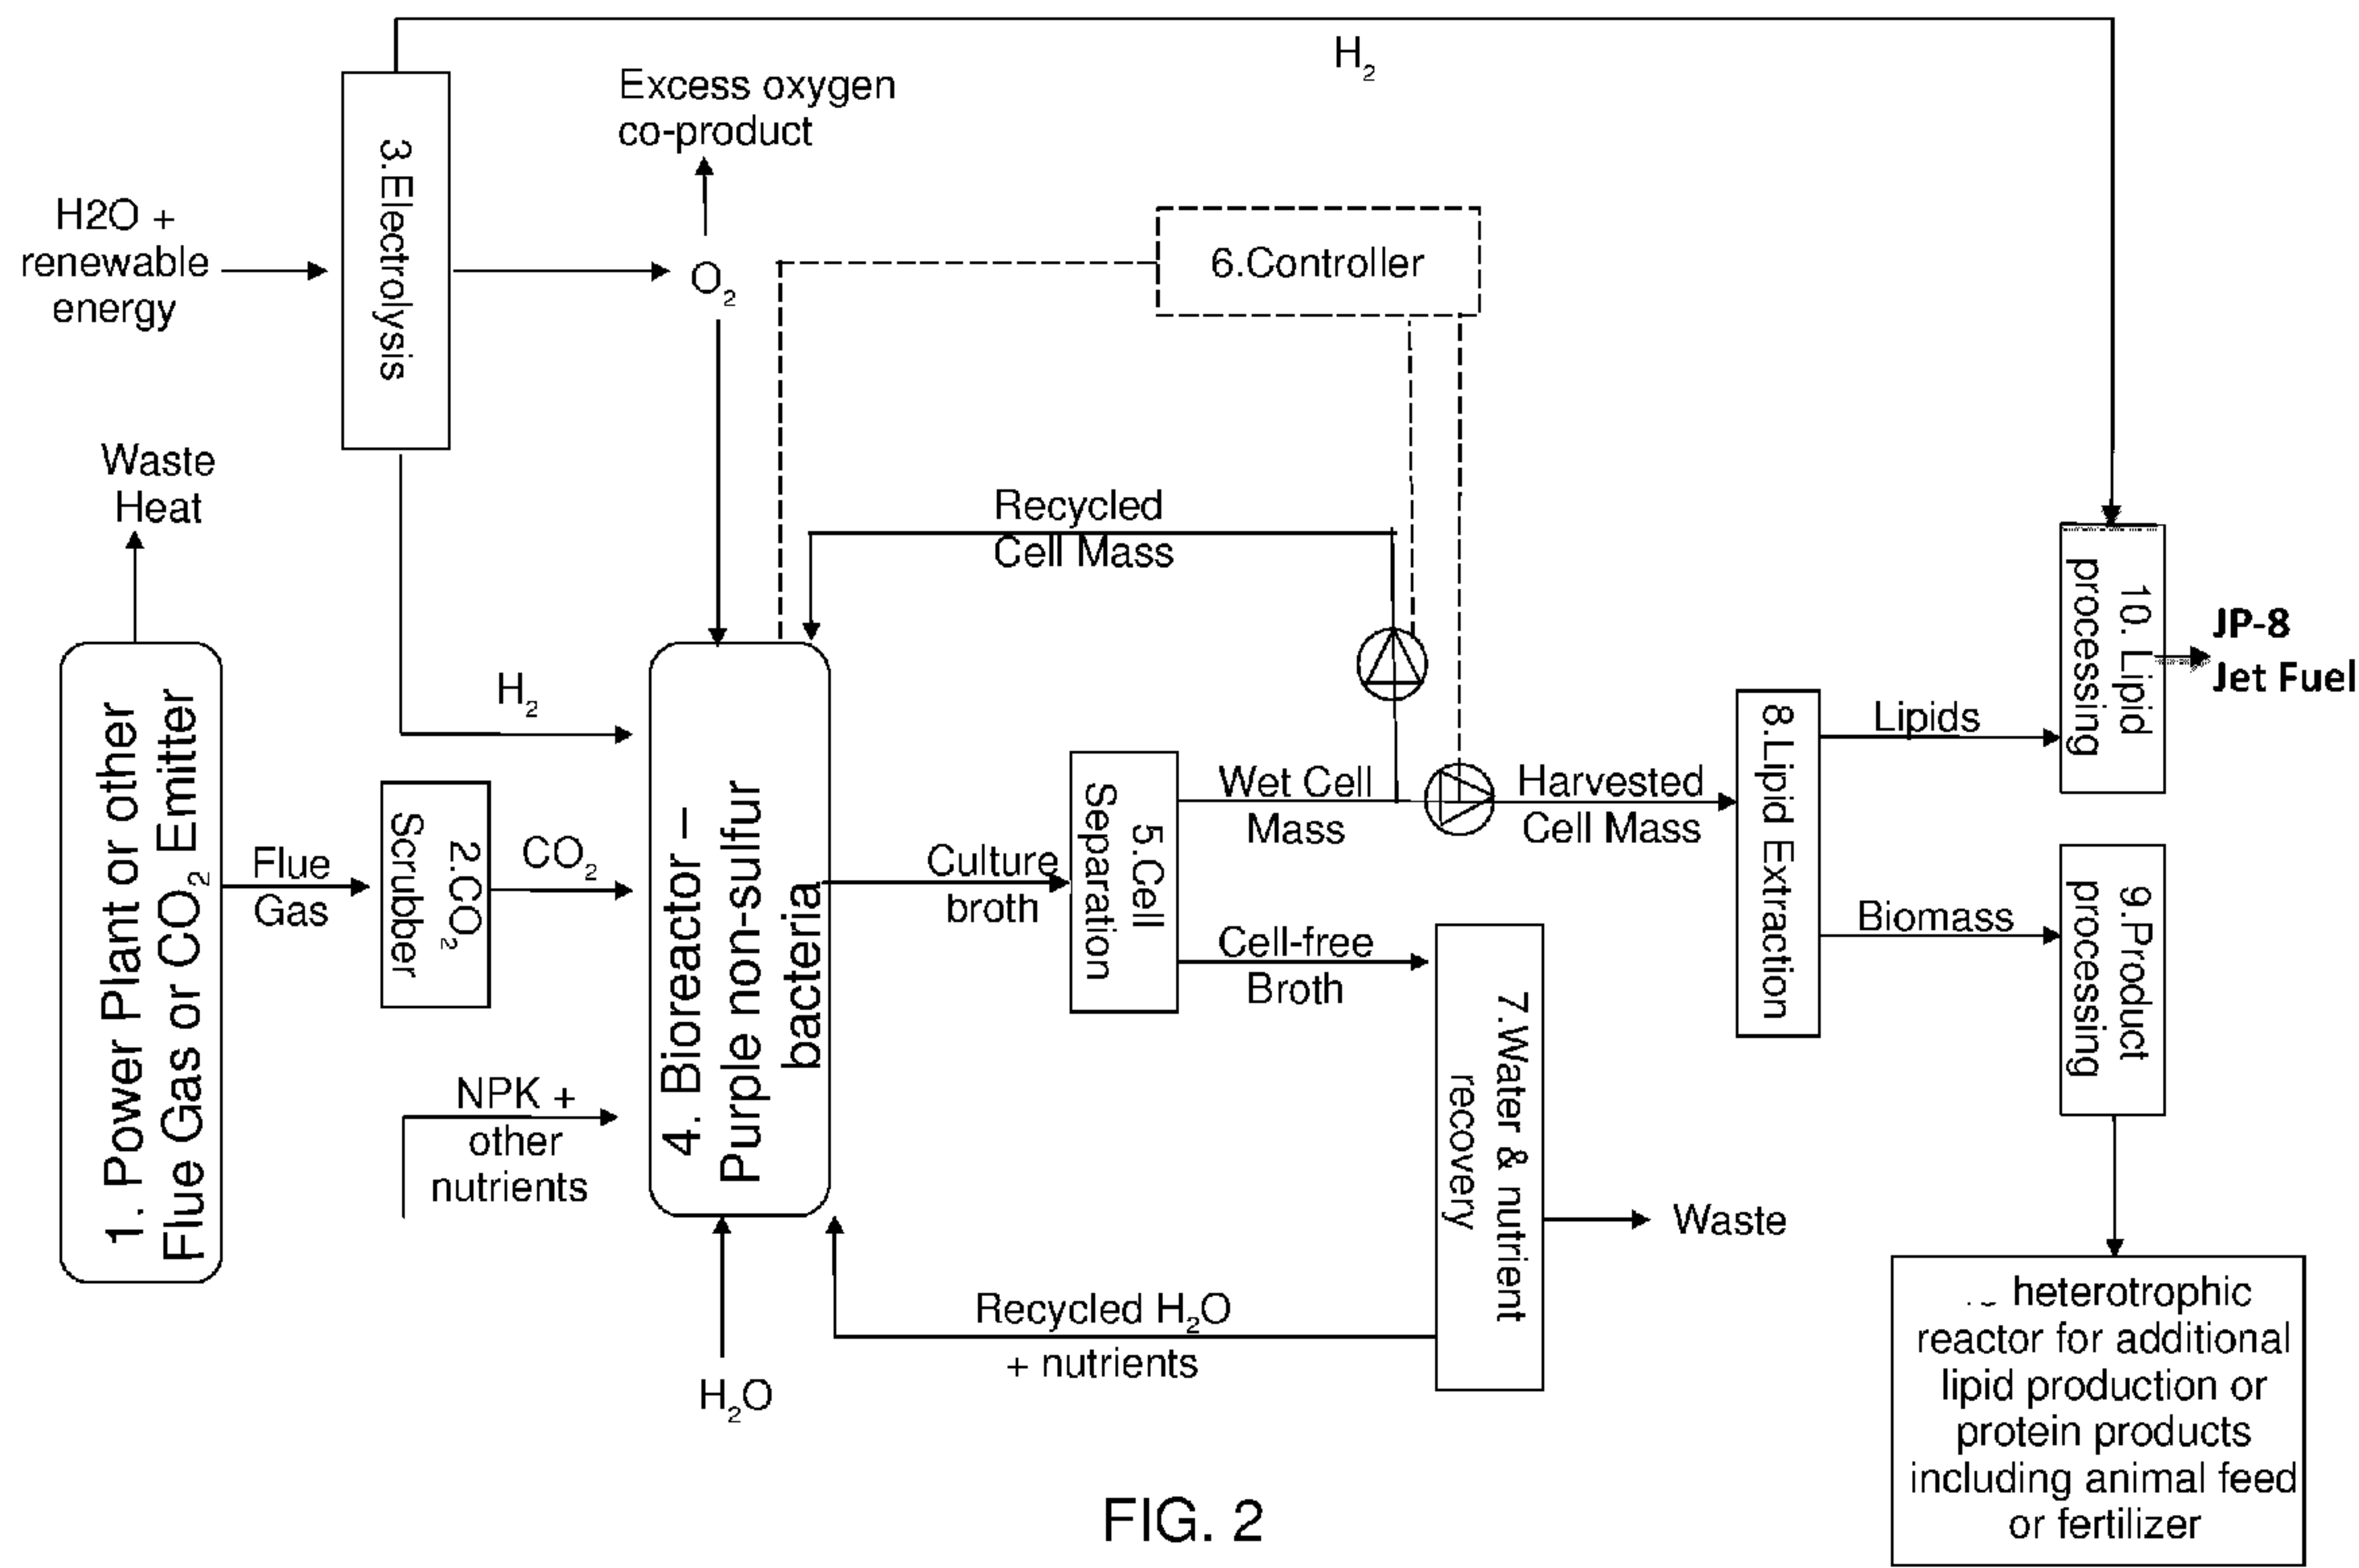 H₂
Excess oxygen
co-product
3.Electrolysis
H2O +
renewable
energy
O₂
6.Controller
Waste
Heat
Recycled
Cell Mass
H₂
1. Power Plant or other
Flue Gas or CO₂ Emitter
Flue
Gas
2.CO₂
Scrubber
CO₂
4. Bioreactor –
Purple non-sulfur
bacteria
NPK +
other
nutrients
H₂O
Culture
broth
5.Cell
Separation
Wet Cell
Mass
Cell-free
Broth
Harvested
Cell Mass
7.Water & nutrient
recovery
Waste
Recycled H₂O
+ nutrients
8.Lipid Extraction
Lipids
Biomass
10. Lipid
processing
JP-8
Jet Fuel
9.Product
processing
heterotrophic
reactor for additional
lipid production or
protein products
including animal feed
or fertilizer
FIG. 2